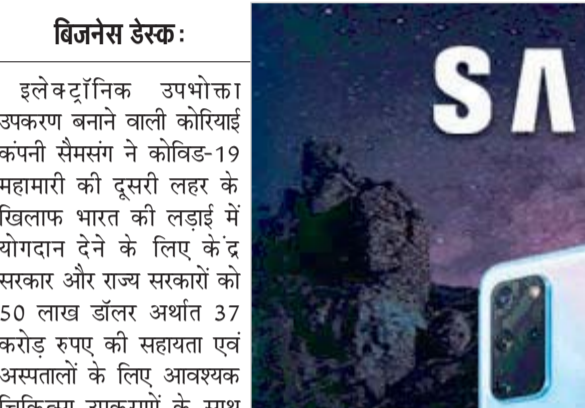 बिजनेस डेस्क:
इलेक्ट्रॉनिक उपभोक्ता
उपकरण बनाने वाली कोरियाई
कंपनी सैमसंग ने कोविड-19
महामारी की दूसरी लहर के
खिलाफ भारत की लड़ाई में
योगदान देने के लिए केंद्र
सरकार और राज्य सरकारों को
50 लाख डॉलर अर्थात 37
करोड़ रुपए की सहायता एवं
अस्पतालों के लिए आवश्यक
चिकित्सा उपकरणों के साथ
SA